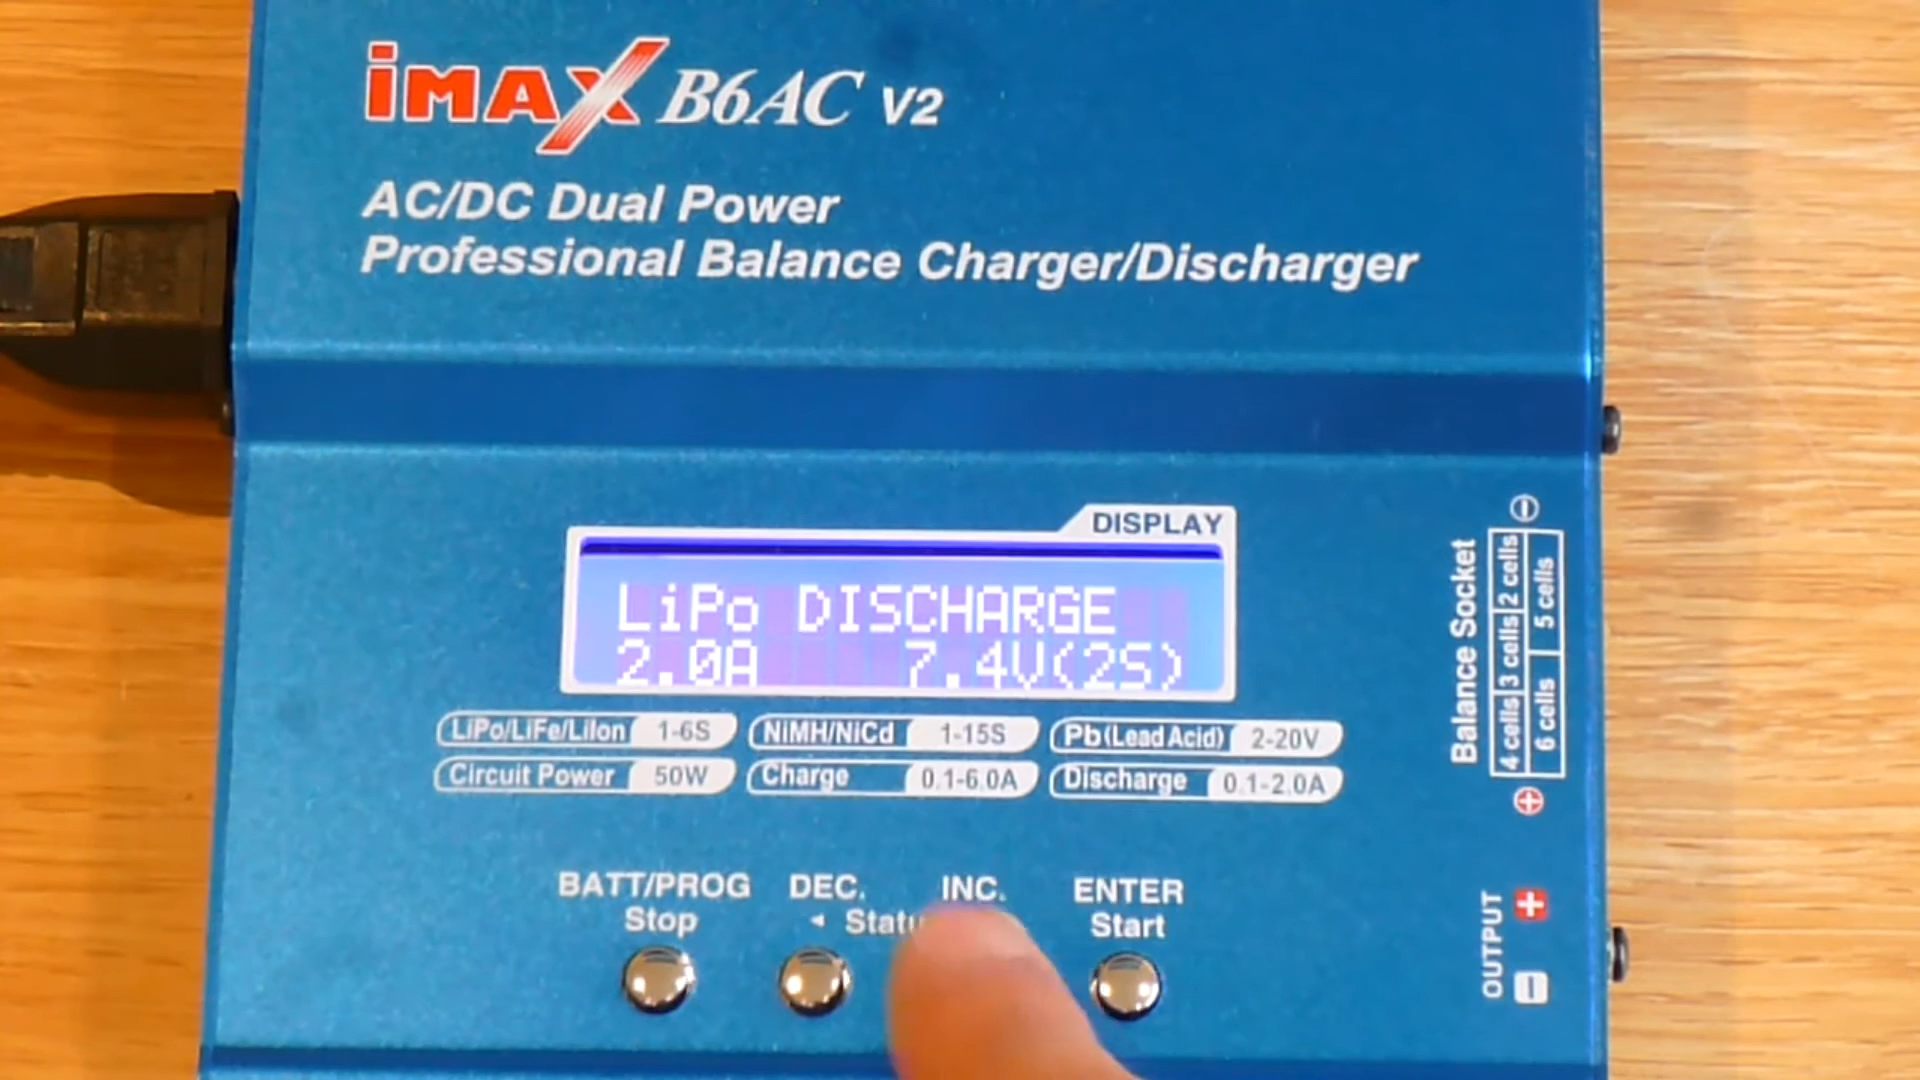 iMAX B6AC V2
AC/DC Dual Power
Professional Balance Charger/Discharger
DISPLAY
LiPo DISCHARGE
2.0A 7.4V(2S)
LiPo/LiFe/LiIon 1-6S NiMH/NiCd 1-15S Pb(Lead Acid) 2-20V
Circuit Power 50W Charge 0.1-6.0A Discharge 0.1-2.0A
BATT/PROG DEC. INC. ENTER
Stop ◄ Start
Balance Socket
4 cells 3 cells 2 cells
6 cells 5 cells
OUTPUT